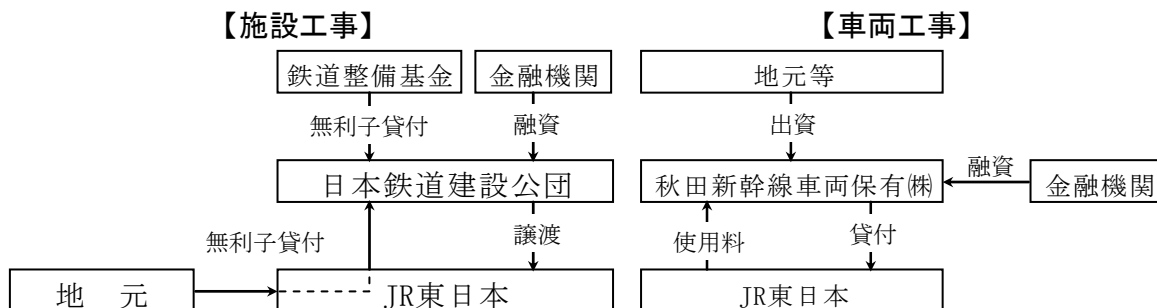 【施設工事】
鉄道整備基金
金融機関
無利子貸付
融資
日本鉄道建設公団
無利子貸付
譲渡
地　元
JR東日本
【車両工事】
地元等
出資
秋田新幹線車両保有㈱
融資
金融機関
使用料
貸付
JR東日本